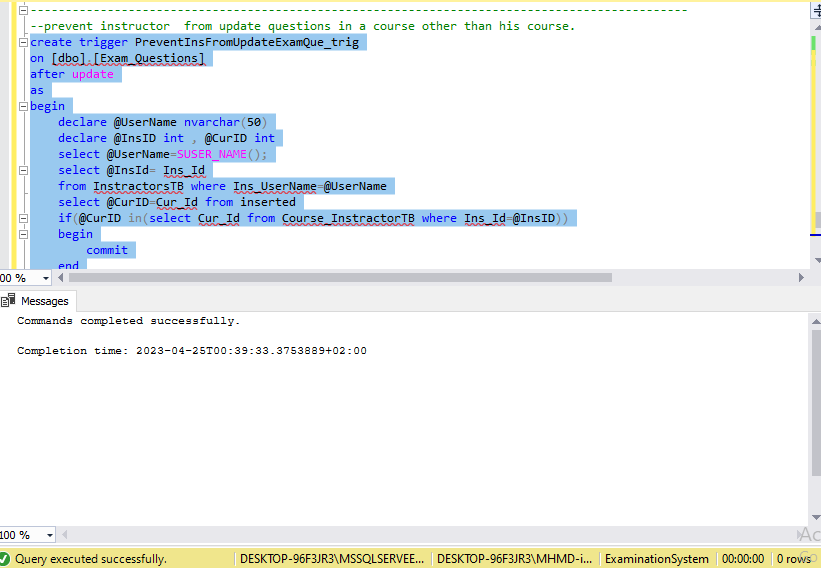 --------------------------------------------------------------------------------------------
--prevent instructor  from update questions in a course other than his course.
create trigger PreventInsFromUpdateExamQue_trig
on [dbo].[Exam_Questions]
after update
as
begin
declare @UserName nvarchar(50)
declare @InsID int , @CurID int
select @UserName=SUSER_NAME();
select @InsId= Ins_Id
from InstractorsTB where Ins_UserName=@UserName
select @CurID=Cur_Id from inserted
if(@CurID in(select Cur_Id from Course_InstractorTB where Ins_Id=@InsID))
begin
commit
end
00 %
Messages
Commands completed successfully.
Completion time: 2023-04-25T00:39:33.3753889+02:00
100 %
Ac
Go
Query executed successfully.
DESKTOP-96F3JR3\MSSQLSERVEE...
DESKTOP-96F3JR3\MHMD-i...
ExaminationSystem
00:00:00
0 rows